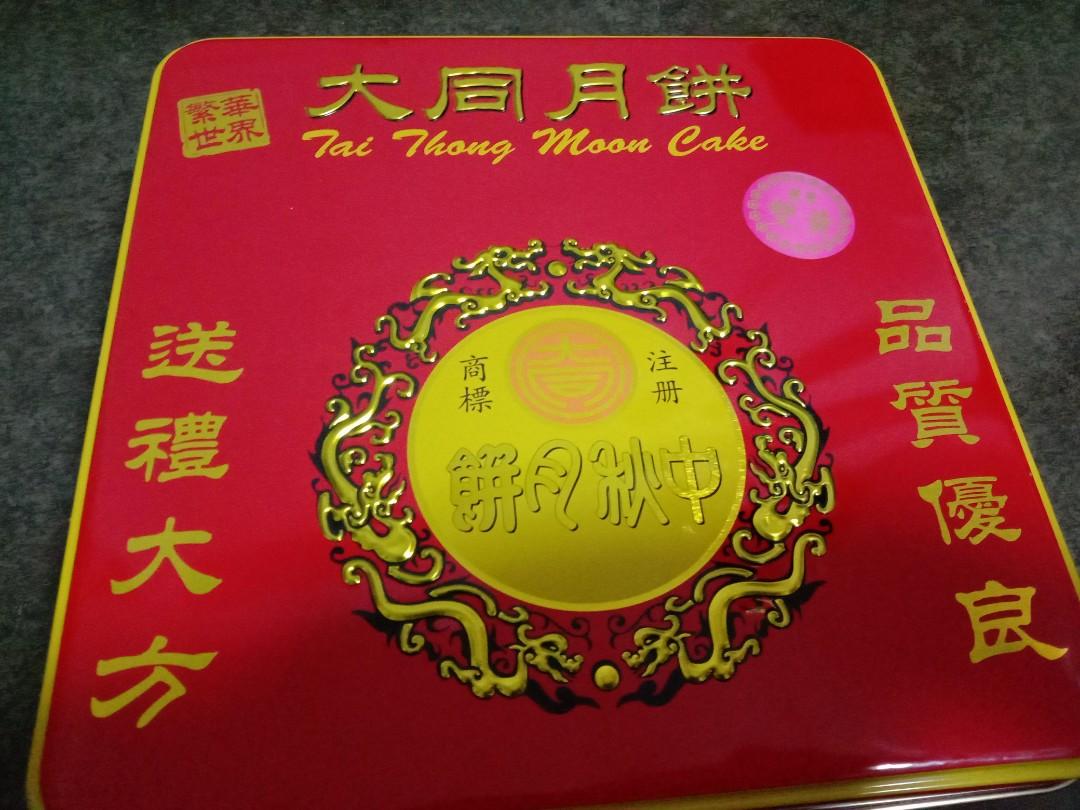 大同月餅
Tai Thong Moon Cake
繁華
世界
註册
商標
中秋月餅
品質優良
送禮大方